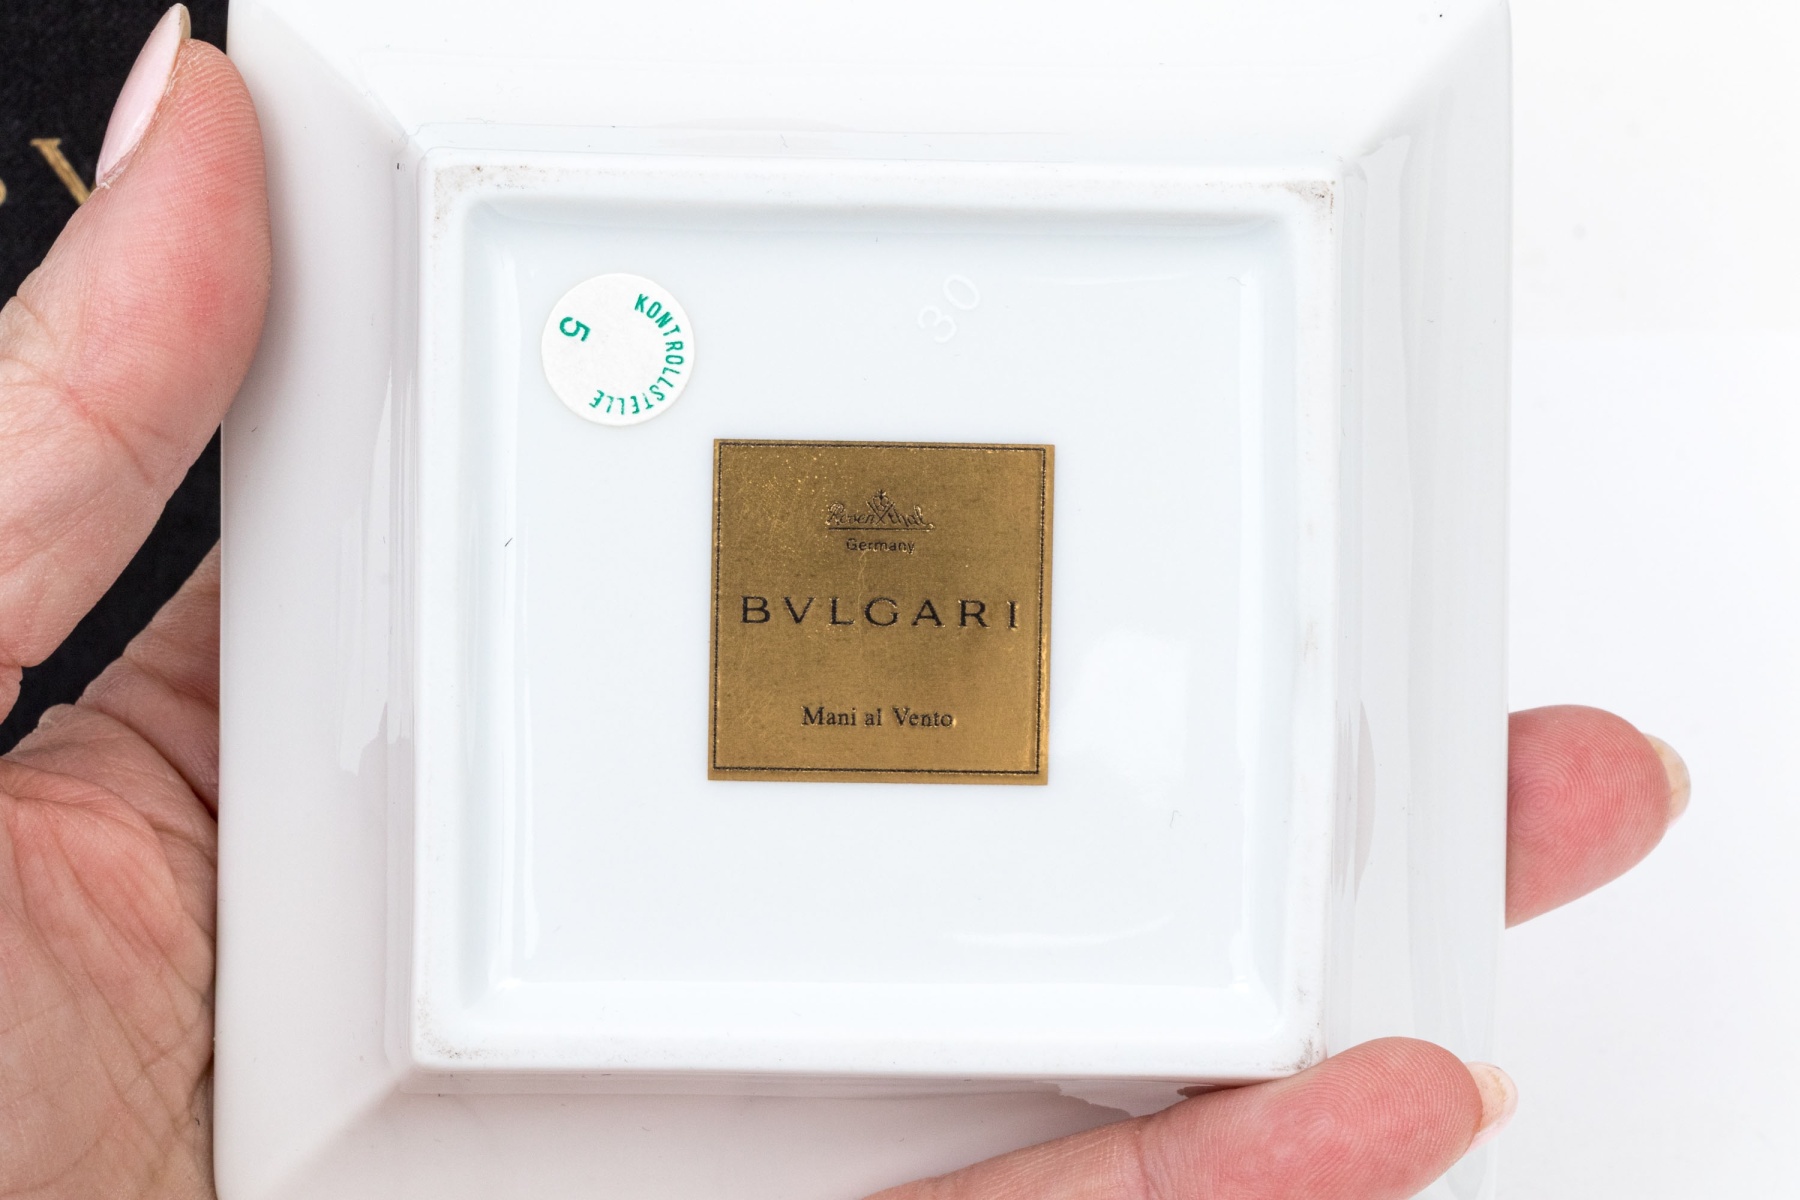 KONTROLLSTELLE
5
30
Rosenthal
Germany
BVLGARI
Mani al Vento